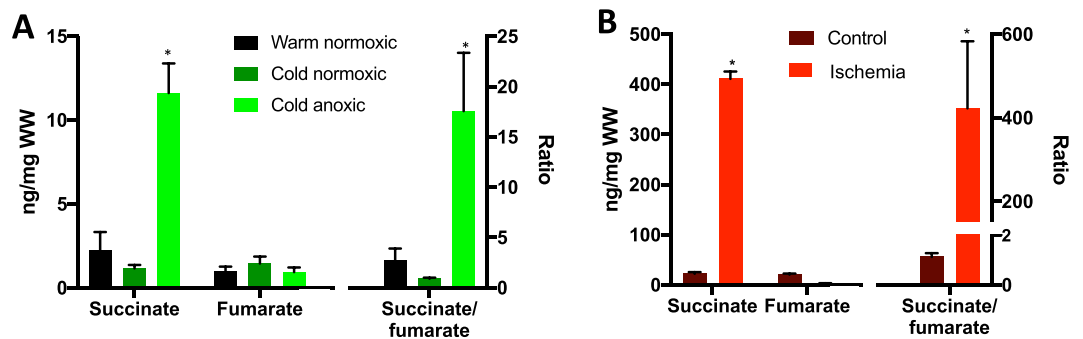 A
15
10
5
0
ng/mg WW
Warm normoxic
Cold normoxic
Cold anoxic
*
*
25
20
15
10
5
0
Ratio
Succinate
Fumarate
Succinate/
fumarate
B
500
400
300
200
100
0
ng/mg WW
Control
Ischemia
*
*
600
400
200
2
0
Ratio
Succinate
Fumarate
Succinate/
fumarate